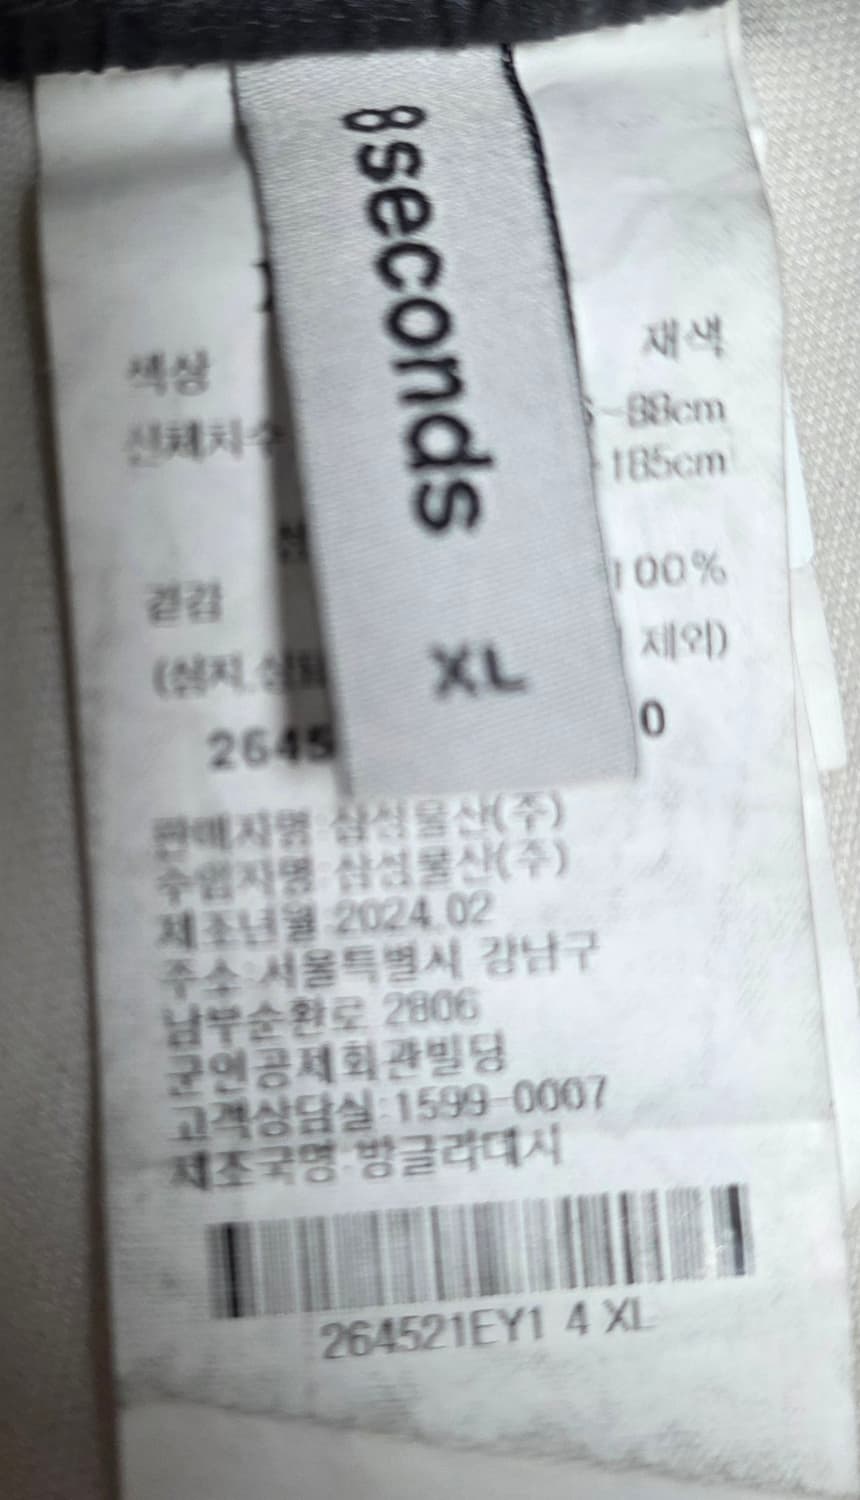 8seconds
XL
색상 재색
신체치수 ~88cm
185cm
겉감 100%
(심지, 제외)
2645 0
판매자명:삼성물산(주)
수입자명:삼성물산(주)
제조년월:2024.02
주소:서울특별시 강남구
남부순환로 2806
군인공제회관빌딩
고객상담실:1599-0007
제조국명:방글라데시
264521EY1 4 XL